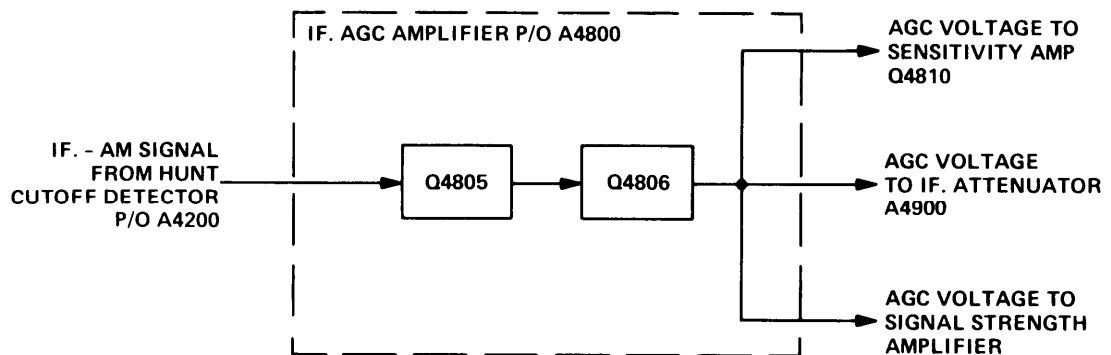 IF. AGC AMPLIFIER P/O A4800
AGC VOLTAGE TO
SENSITIVITY AMP
Q4810
IF. - AM SIGNAL
FROM HUNT
CUTOFF DETECTOR
P/O A4200
Q4805
Q4806
AGC VOLTAGE
TO IF. ATTENUATOR
A4900
AGC VOLTAGE TO
SIGNAL STRENGTH
AMPLIFIER